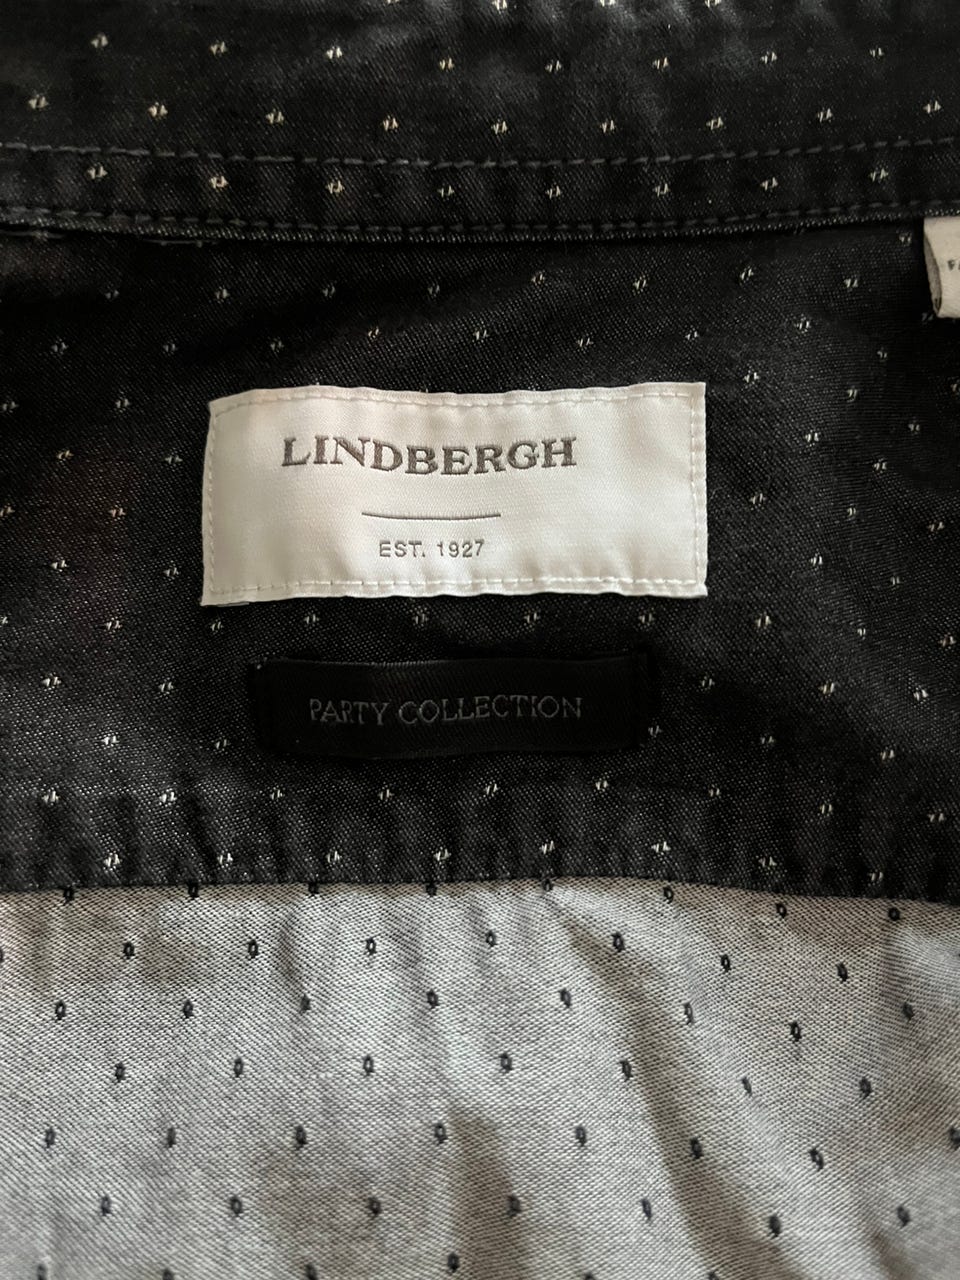 LINDBERGH
EST. 1927
PARTY COLLECTION